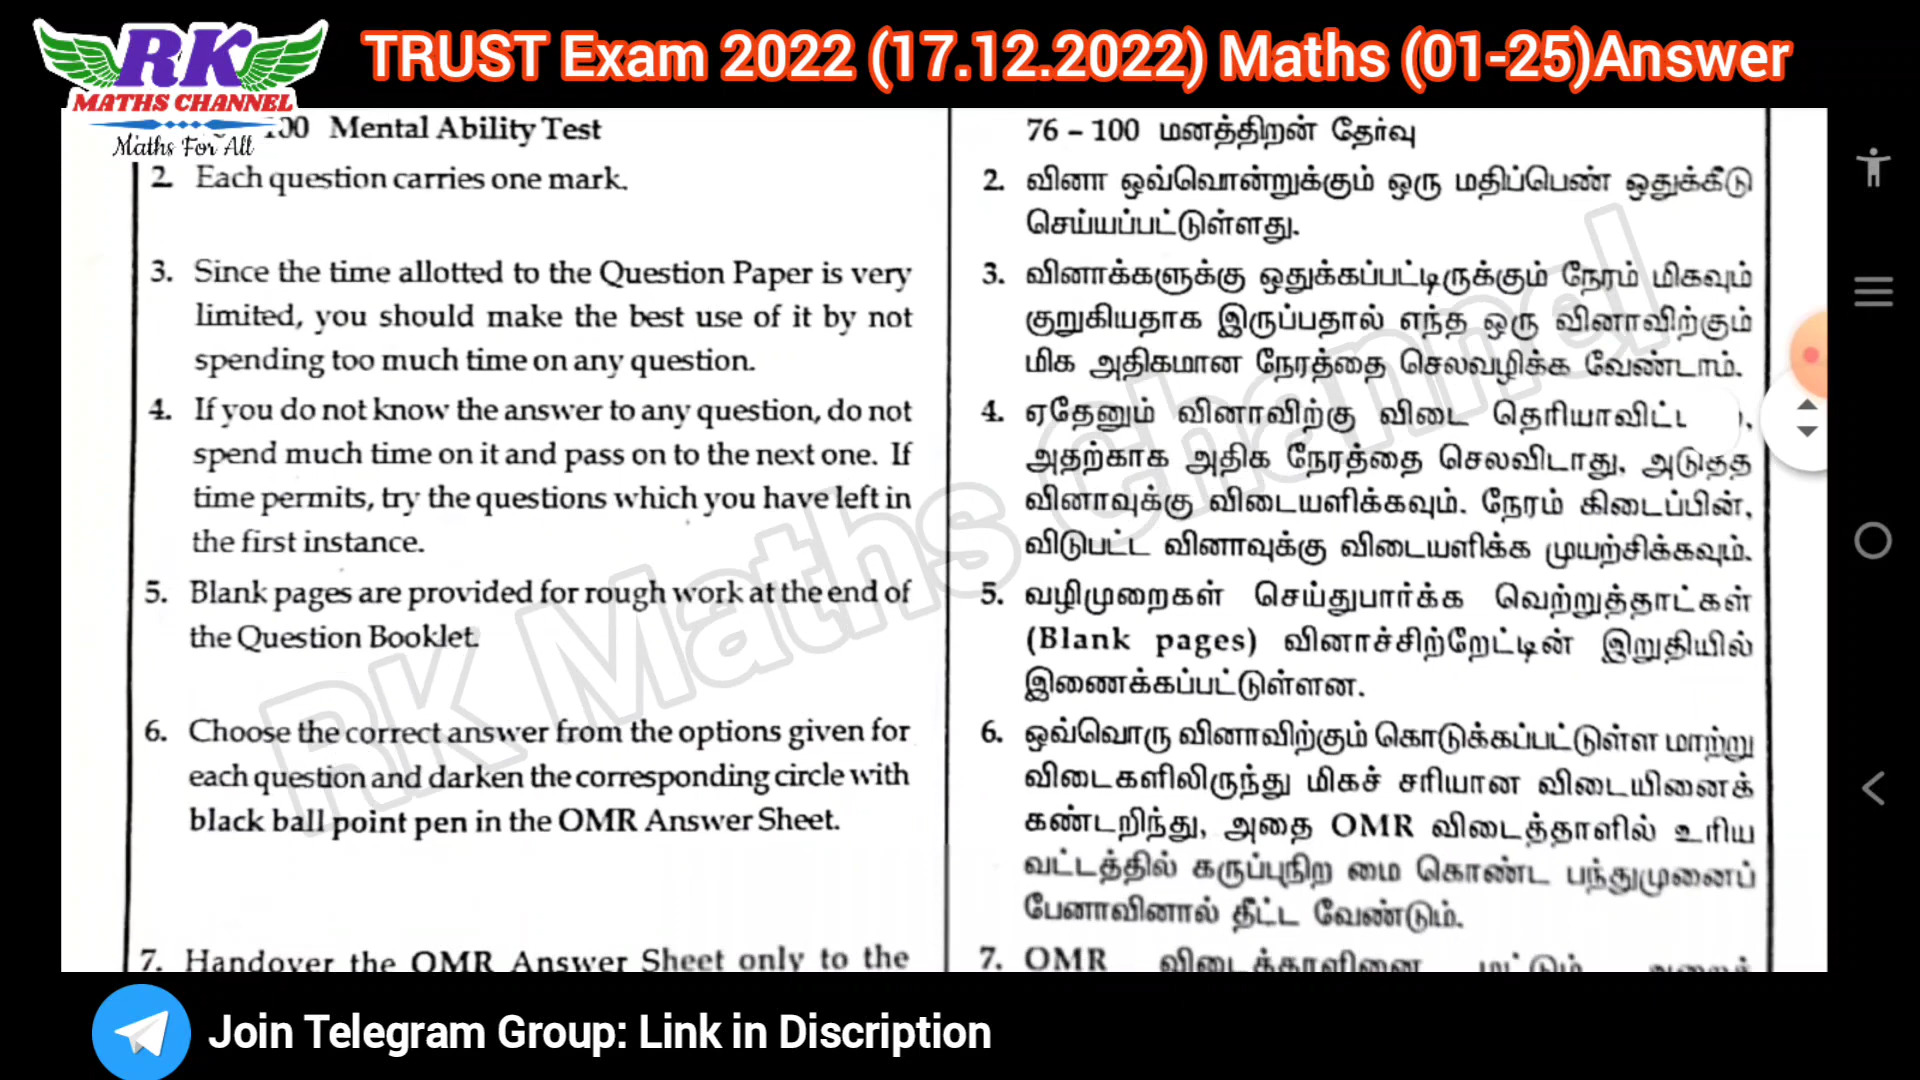 RK
MATHS CHANNEL
Maths For All
TRUST Exam 2022 (17.12.2022) Maths (01-25)Answer
100 Mental Ability Test
2. Each question carries one mark.
3. Since the time allotted to the Question Paper is very
limited, you should make the best use of it by not
spending too much time on any question.
4. If you do not know the answer to any question, do not
spend much time on it and pass on to the next one. If
time permits, try the questions which you have left in
the first instance.
5. Blank pages are provided for rough work at the end of
the Question Booklet.
6. Choose the correct answer from the options given for
each question and darken the corresponding circle with
black ball point pen in the OMR Answer Sheet.
7. Handover the OMR Answer Sheet only to the
76 – 100 மனத்திறன் தேர்வு
2. வினா ஒவ்வொன்றுக்கும் ஒரு மதிப்பெண் ஒதுக்கீடு
செய்யப்பட்டுள்ளது.
3. வினாக்களுக்கு ஒதுக்கப்பட்டிருக்கும் நேரம் மிகவும்
குறுகியதாக இருப்பதால் எந்த ஒரு வினாவிற்கும்
மிக அதிகமான நேரத்தை செலவழிக்க வேண்டாம்.
4. ஏதேனும் வினாவிற்கு விடை
அதற்காக அதிக நேரத்தை செலவிடாது, அடுத்த
வினாவுக்கு விடையளிக்கவும். நேரம் கிடைப்பின்,
விடுபட்ட வினாவுக்கு விடையளிக்க முயற்சிக்கவும்.
5. வழிமுறைகள் செய்துபார்க்க வெற்றுத்தாட்கள்
(Blank pages) வினாச்சிற்றேட்டின் இறுதியில்
இணைக்கப்பட்டுள்ளன.
6. ஒவ்வொரு வினாவிற்கும் கொடுக்கப்பட்டுள்ள மாற்று
விடைகளிலிருந்து மிகச் சரியான விடையினைக்
கண்டறிந்து, அதை OMR விடைத்தாளில் உரிய
வட்டத்தில் கருப்புநிற மை கொண்ட பந்துமுனைப்
பேனாவினால் தீட்ட வேண்டும்.
7. OMR விடைத்தாளினை மட்டும் அறைக்
RK Maths Channel
Join Telegram Group: Link in Discription